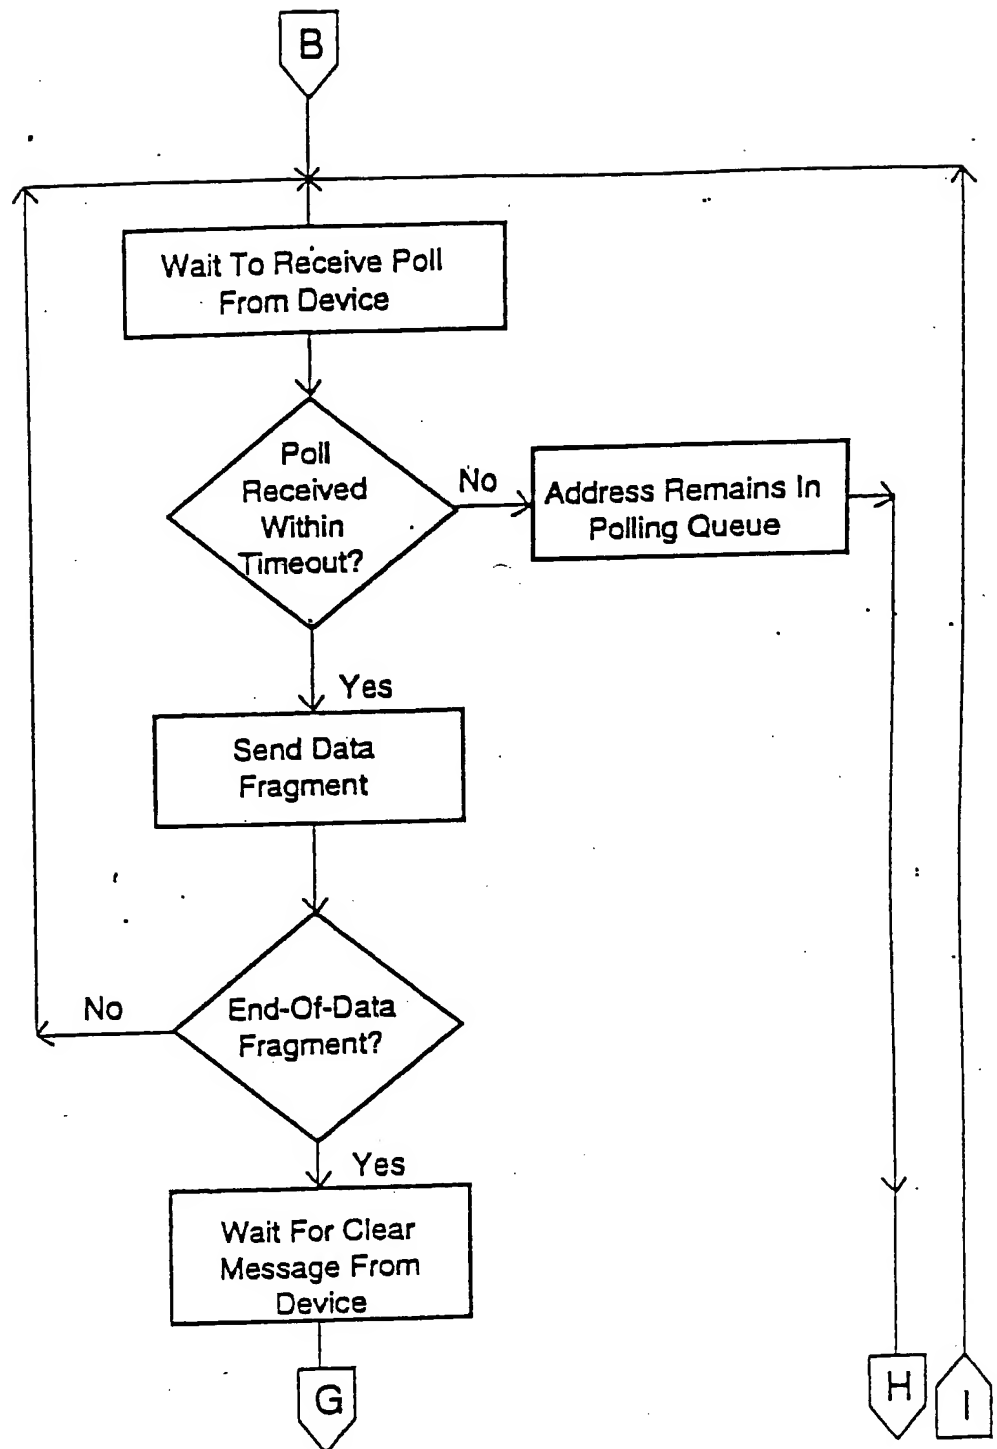 B
Wait To Receive Poll
From Device
Poll
Received
Within
Timeout?
No
Address Remains In
Polling Queue
Yes
Send Data
Fragment
No
End-Of-Data
Fragment?
Yes
Wait For Clear
Message From
Device
G
H
I